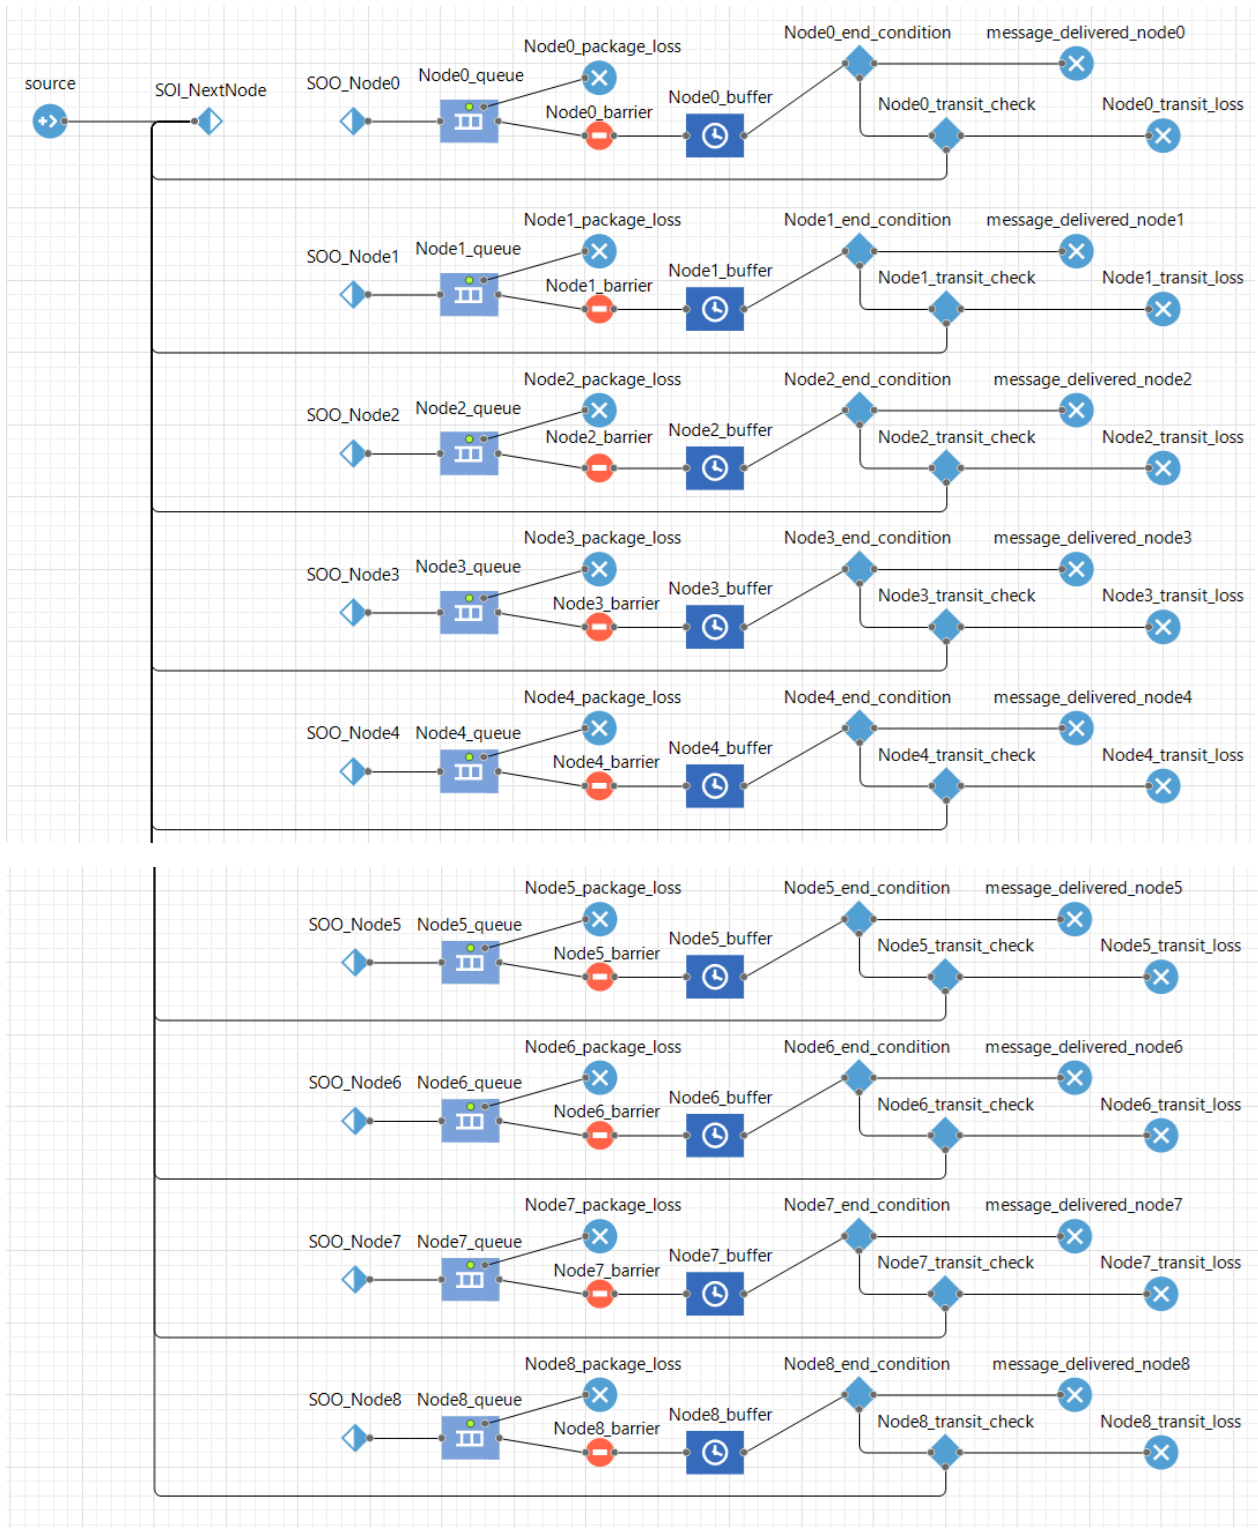 source
SOI_NextNode
SOO_Node0
Node0_queue
Node0_package_loss
Node0_barrier
Node0_buffer
Node0_end_condition
message_delivered_node0
Node0_transit_check
Node0_transit_loss
SOO_Node1
Node1_queue
Node1_package_loss
Node1_barrier
Node1_buffer
Node1_end_condition
message_delivered_node1
Node1_transit_check
Node1_transit_loss
SOO_Node2
Node2_queue
Node2_package_loss
Node2_barrier
Node2_buffer
Node2_end_condition
message_delivered_node2
Node2_transit_check
Node2_transit_loss
SOO_Node3
Node3_queue
Node3_package_loss
Node3_barrier
Node3_buffer
Node3_end_condition
message_delivered_node3
Node3_transit_check
Node3_transit_loss
SOO_Node4
Node4_queue
Node4_package_loss
Node4_barrier
Node4_buffer
Node4_end_condition
message_delivered_node4
Node4_transit_check
Node4_transit_loss
SOO_Node5
Node5_queue
Node5_package_loss
Node5_barrier
Node5_buffer
Node5_end_condition
message_delivered_node5
Node5_transit_check
Node5_transit_loss
SOO_Node6
Node6_queue
Node6_package_loss
Node6_barrier
Node6_buffer
Node6_end_condition
message_delivered_node6
Node6_transit_check
Node6_transit_loss
SOO_Node7
Node7_queue
Node7_package_loss
Node7_barrier
Node7_buffer
Node7_end_condition
message_delivered_node7
Node7_transit_check
Node7_transit_loss
SOO_Node8
Node8_queue
Node8_package_loss
Node8_barrier
Node8_buffer
Node8_end_condition
message_delivered_node8
Node8_transit_check
Node8_transit_loss